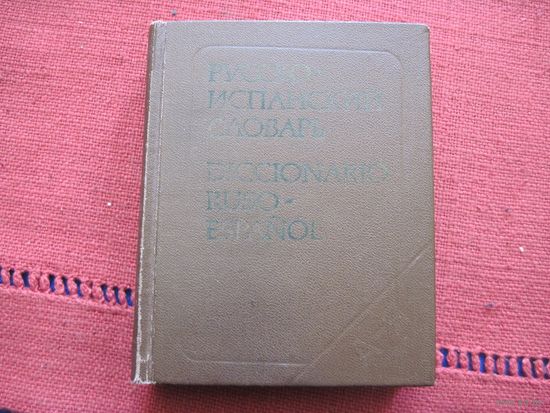 РУССКО-
ИСПАНСКИЙ
СЛОВАРЬ
DICCIONARIO
RUSO-
ESPAÑOL